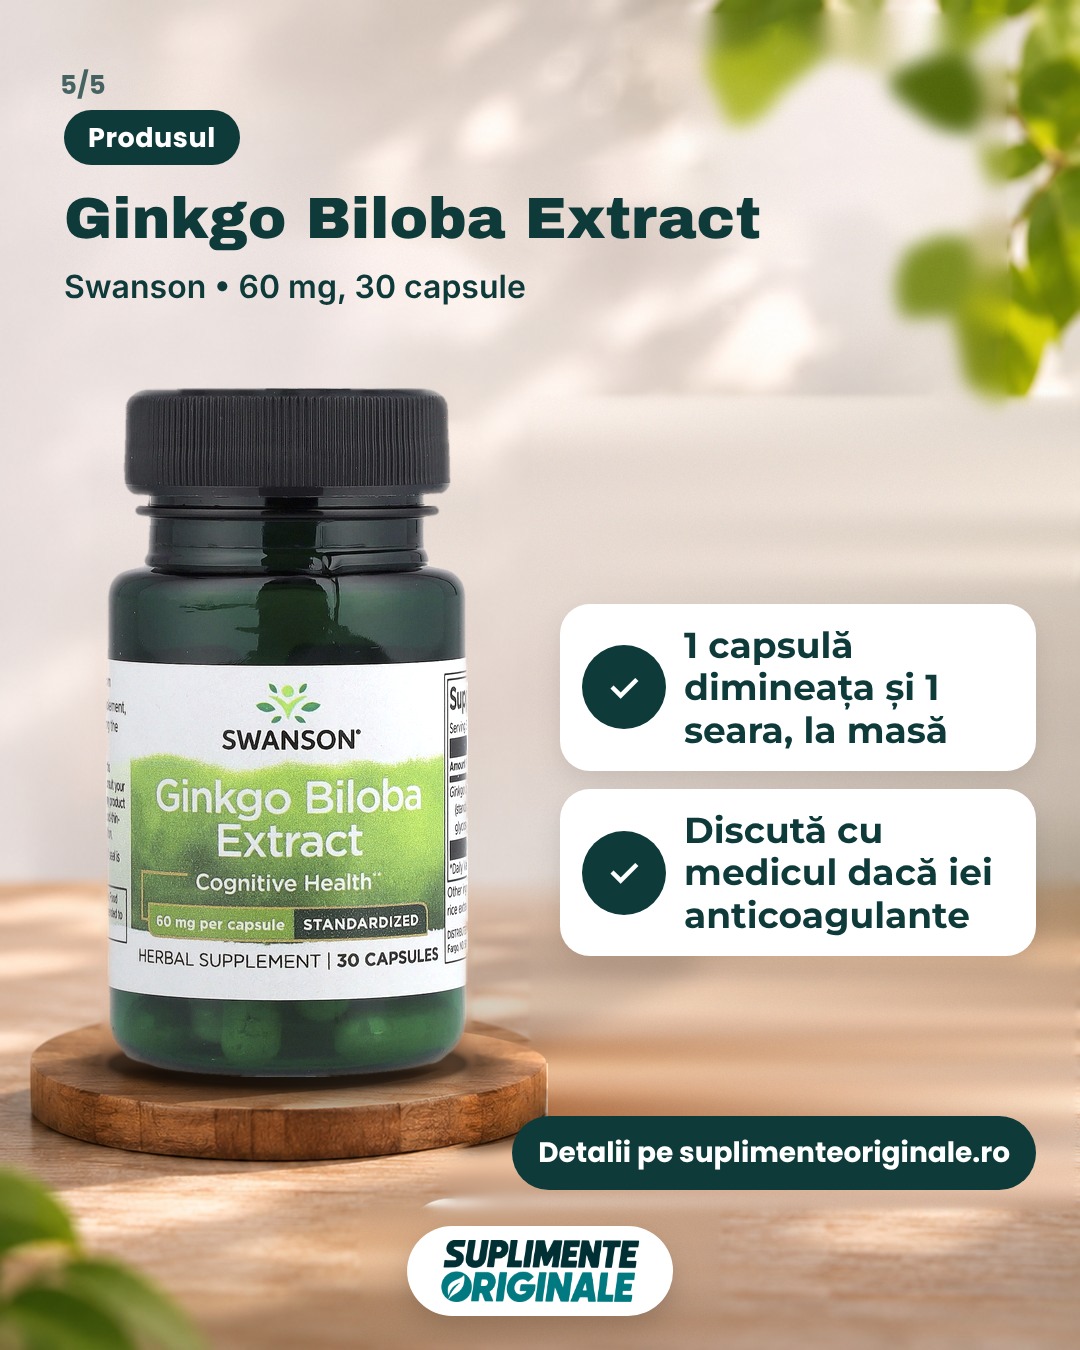 5/5
Produsul
Ginkgo Biloba Extract
Swanson • 60 mg, 30 capsule
SWANSON
Ginkgo Biloba
Extract
Cognitive Health**
60 mg per capsule STANDARDIZED
HERBAL SUPPLEMENT | 30 CAPSULES
1 capsulă
dimineața și 1
seara, la masă
Discută cu
medicul dacă iei
anticoagulante
Detalii pe suplimenteoriginale.ro
SUPLIMENTE
ORIGINALE